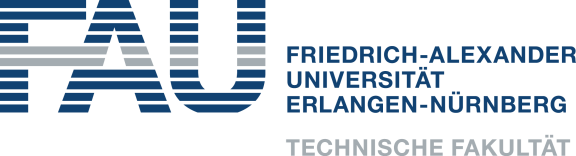 FAU
FRIEDRICH-ALEXANDER
UNIVERSITÄT
ERLANGEN-NÜRNBERG
TECHNISCHE FAKULTÄT